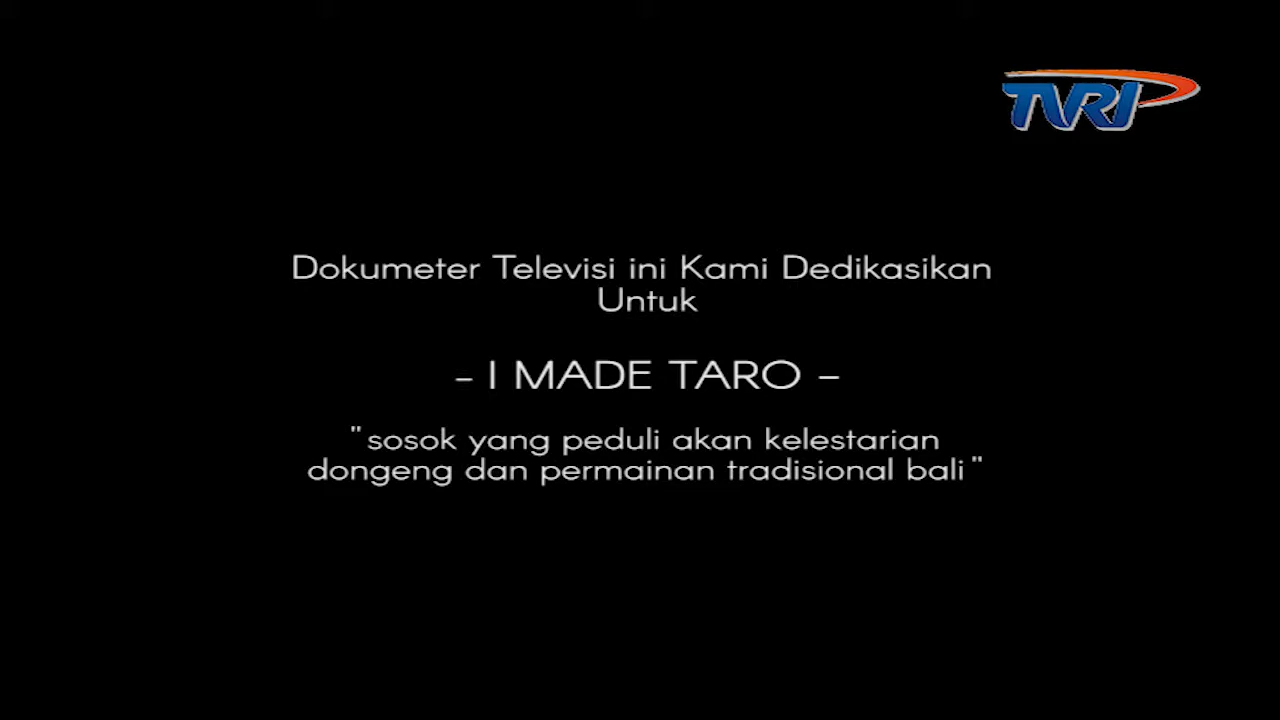 TVRI
Dokumeter Televisi ini Kami Dedikasikan
Untuk
- I MADE TARO -
"sosok yang peduli akan kelestarian
dongeng dan permainan tradisional bali"